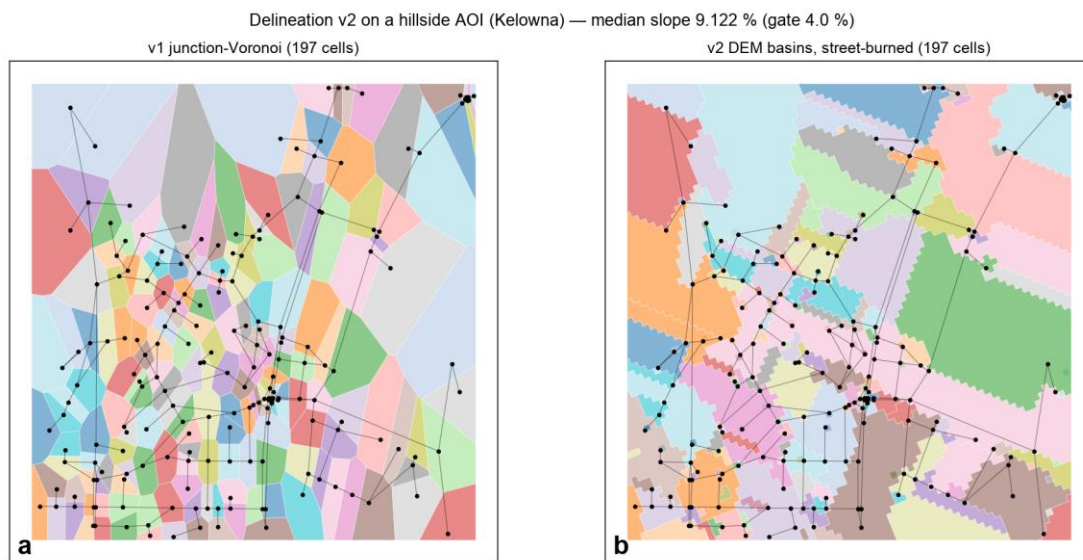 Delineation v2 on a hillside AOI (Kelowna) — median slope 9.122 % (gate 4.0 %)
v1 junction-Voronoi (197 cells)
v2 DEM basins, street-burned (197 cells)
a
b